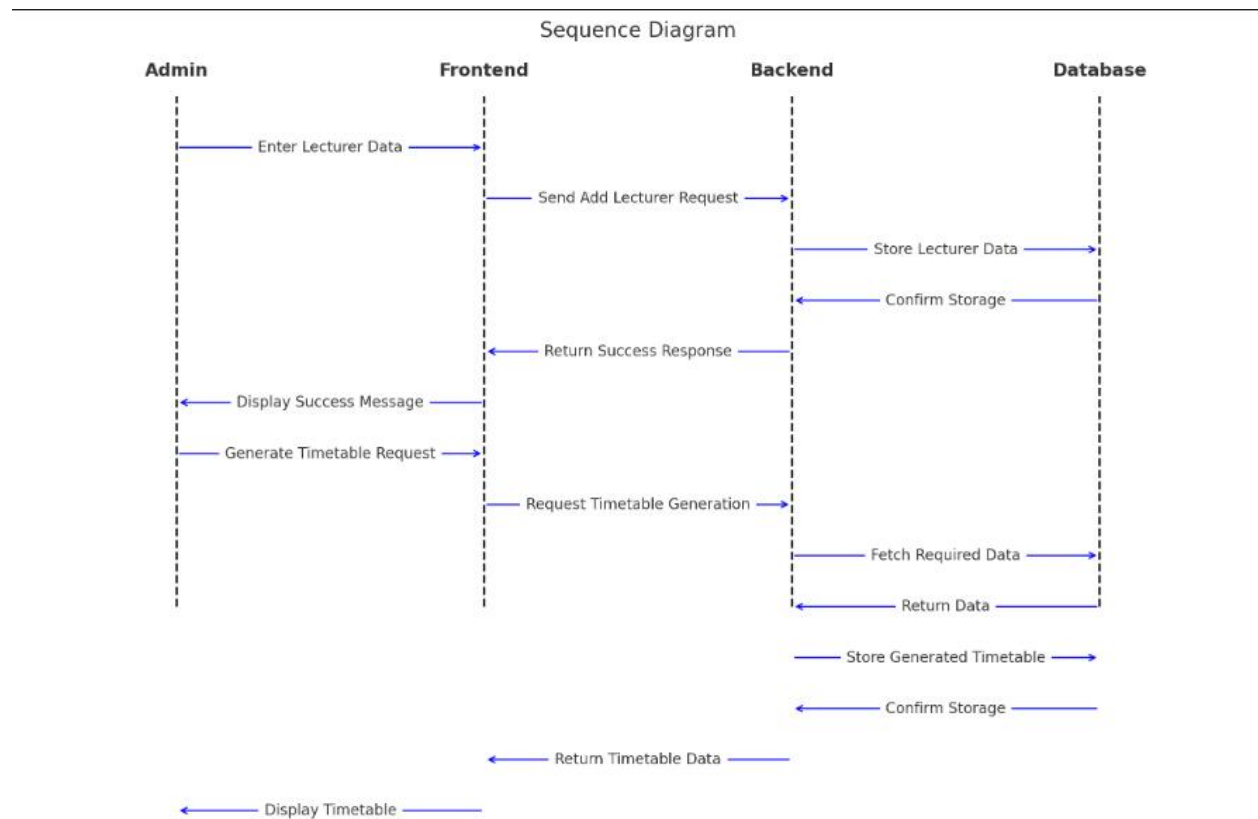 Sequence Diagram
Admin Frontend Backend Database
Enter Lecturer Data
Send Add Lecturer Request
Store Lecturer Data
Confirm Storage
Return Success Response
Display Success Message
Generate Timetable Request
Request Timetable Generation
Fetch Required Data
Return Data
Store Generated Timetable
Confirm Storage
Return Timetable Data
Display Timetable